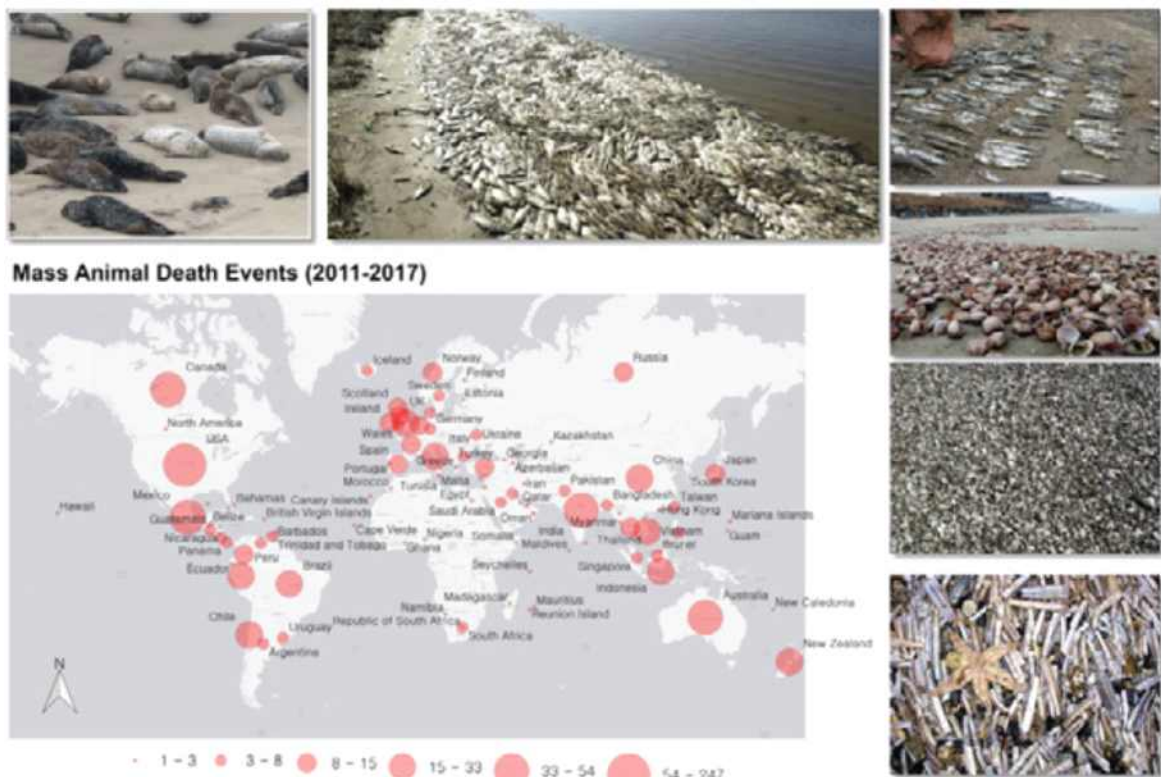 Mass Animal Death Events (2011-2017)
Iceland
Norway
Russia
Finland
Canada
Sweden
Scotland
UK
Ireland
Germany
North America
Wales
USA
Ukraine
Kazakhstan
Spain
Georgia
China
Japan
Portugal
Greece
Turkey
Azerbaijan
South Korea
Morocco
Tunisia
Malta
Iran
Pakistan
Mexico
Bahamas
Canary Islands
Egypt
Qatar
Bangladesh
Taiwan
Hawaii
Guatemala
Belize
British Virgin Islands
Saudi Arabia
Hong Kong
Mariana Islands
Nicaragua
Barbados
Cape Verde
Nigeria
Somalia
Oman
India
Myanmar
Vietnam
Guam
Panama
Trinidad and Tobago
Ghana
Maldives
Thailand
Brunei
Peru
Ecuador
Brazil
Seychelles
Singapore
Indonesia
Madagascar
Mauritius
Australia
New Caledonia
Chile
Namibia
Reunion Island
Uruguay
Republic of South Africa
South Africa
Argentina
New Zealand
N
1 - 3 3 - 8 8 - 15 15 - 33 33 - 54 54 - 247